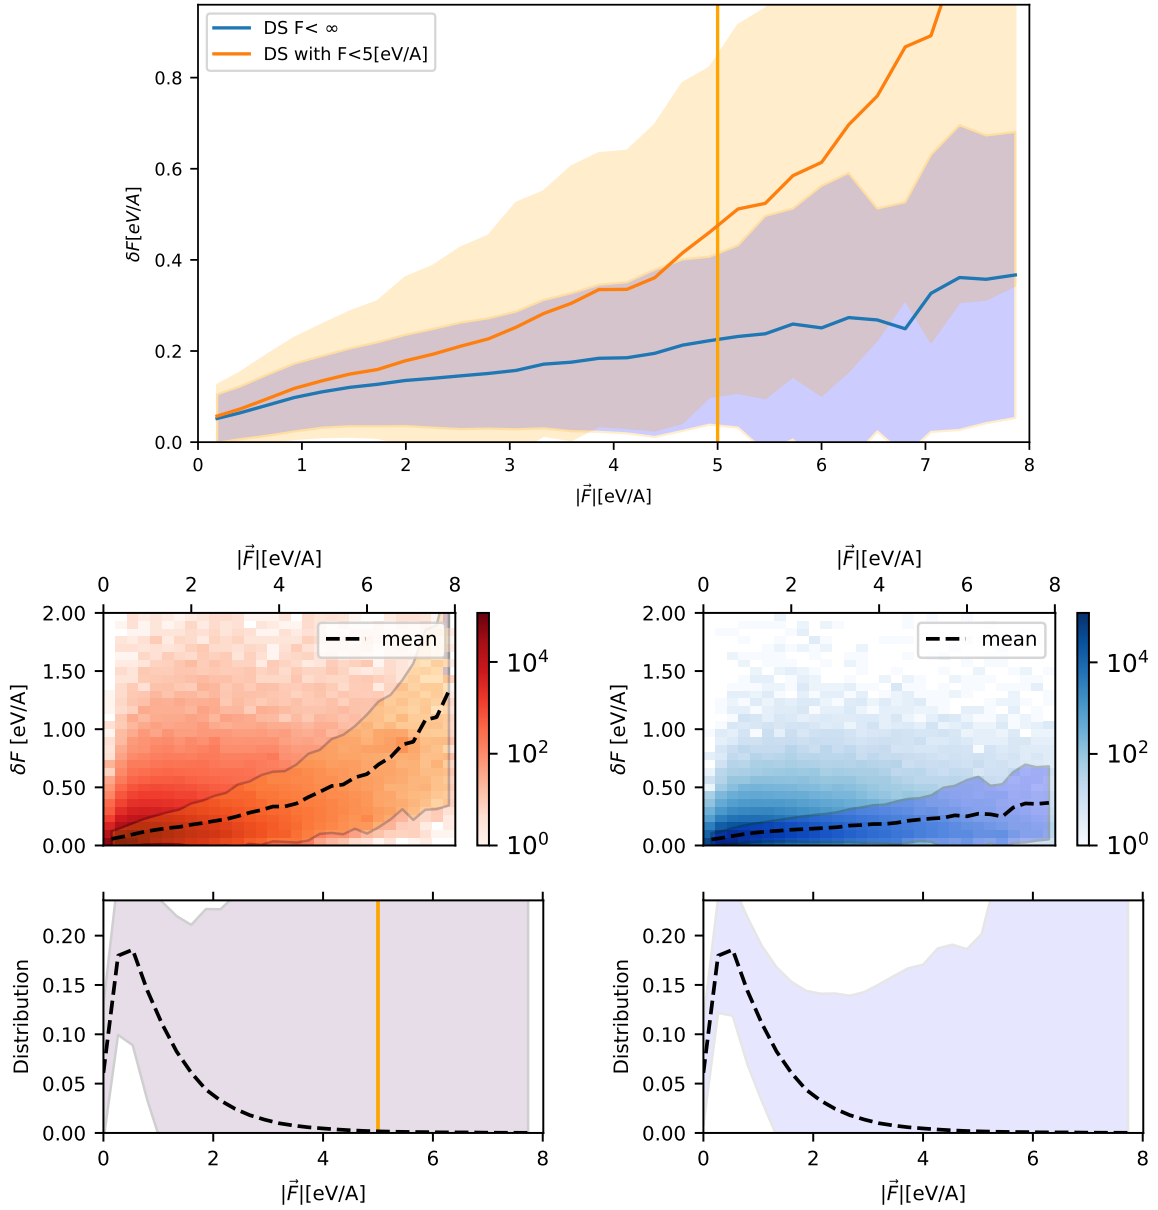 DS F< ∞
DS with F<5[eV/A]
0.8
0.6
0.4
0.2
0.0
δF[eV/A]
0 1 2 3 4 5 6 7 8
|F⃗|[eV/A]
|F⃗|[eV/A]
0 2 4 6 8
2.00
1.50
1.00
0.50
0.00
δF [eV/A]
mean
10⁴
10²
10⁰
|F⃗|[eV/A]
0 2 4 6 8
2.00
1.50
1.00
0.50
0.00
δF [eV/A]
mean
10⁴
10²
10⁰
0.20
0.15
0.10
0.05
0.00
Distribution
0 2 4 6 8
|F⃗|[eV/A]
0.20
0.15
0.10
0.05
0.00
Distribution
0 2 4 6 8
|F⃗|[eV/A]